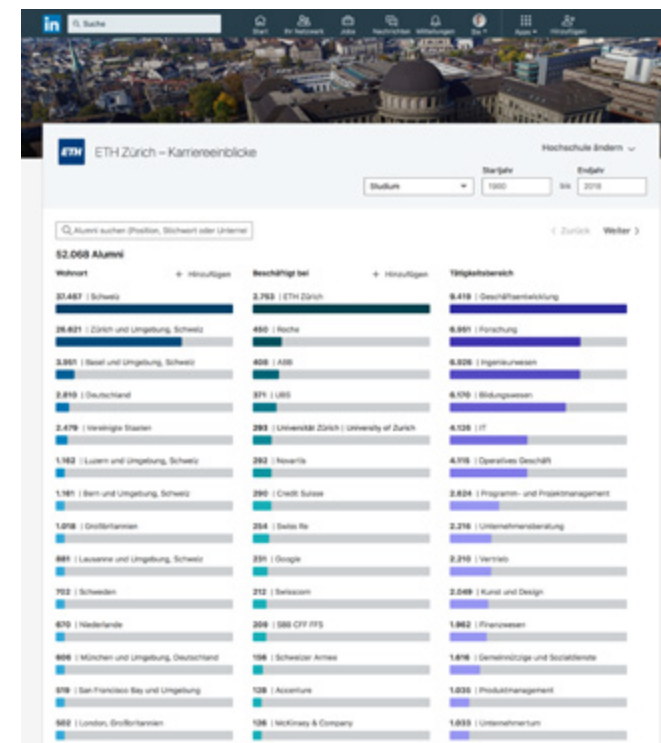 in
Suche
Start
Ihr Netzwerk
Jobs
Nachrichten
Mitteilungen
Sie
Apps
Hinzufügen
ETH
ETH Zürich – Karriereeinblicke
Hochschule ändern
Startjahr
Endjahr
Studium
1900
bis
2019
Alumni suchen (Position, Stichwort oder Unterne
Zurück
Weiter
52.068 Alumni
Wohnort
+ Hinzufügen
37.467 | Schweiz
26.621 | Zürich und Umgebung, Schweiz
3.951 | Basel und Umgebung, Schweiz
2.810 | Deutschland
2.479 | Vereinigte Staaten
1.162 | Luzern und Umgebung, Schweiz
1.161 | Bern und Umgebung, Schweiz
1.018 | Großbritannien
881 | Lausanne und Umgebung, Schweiz
702 | Schweden
670 | Niederlande
606 | München und Umgebung, Deutschland
519 | San Francisco Bay und Umgebung
502 | London, Großbritannien
Beschäftigt bei
+ Hinzufügen
2.753 | ETH Zürich
450 | Roche
408 | ABB
371 | UBS
293 | Universität Zürich | University of Zurich
292 | Novartis
290 | Credit Suisse
254 | Swiss Re
231 | Google
212 | Swisscom
209 | SBB CFF FFS
156 | Schweizer Armee
128 | Accenture
126 | McKinsey & Company
Tätigkeitsbereich
9.419 | Geschäftsentwicklung
6.951 | Forschung
6.926 | Ingenieurwesen
6.170 | Bildungswesen
4.126 | IT
4.115 | Operatives Geschäft
2.624 | Programm- und Projektmanagement
2.216 | Unternehmensberatung
2.210 | Vertrieb
2.049 | Kunst und Design
1.962 | Finanzwesen
1.616 | Gemeinnützige und Sozialdienste
1.035 | Produktmanagement
1.033 | Unternehmertum